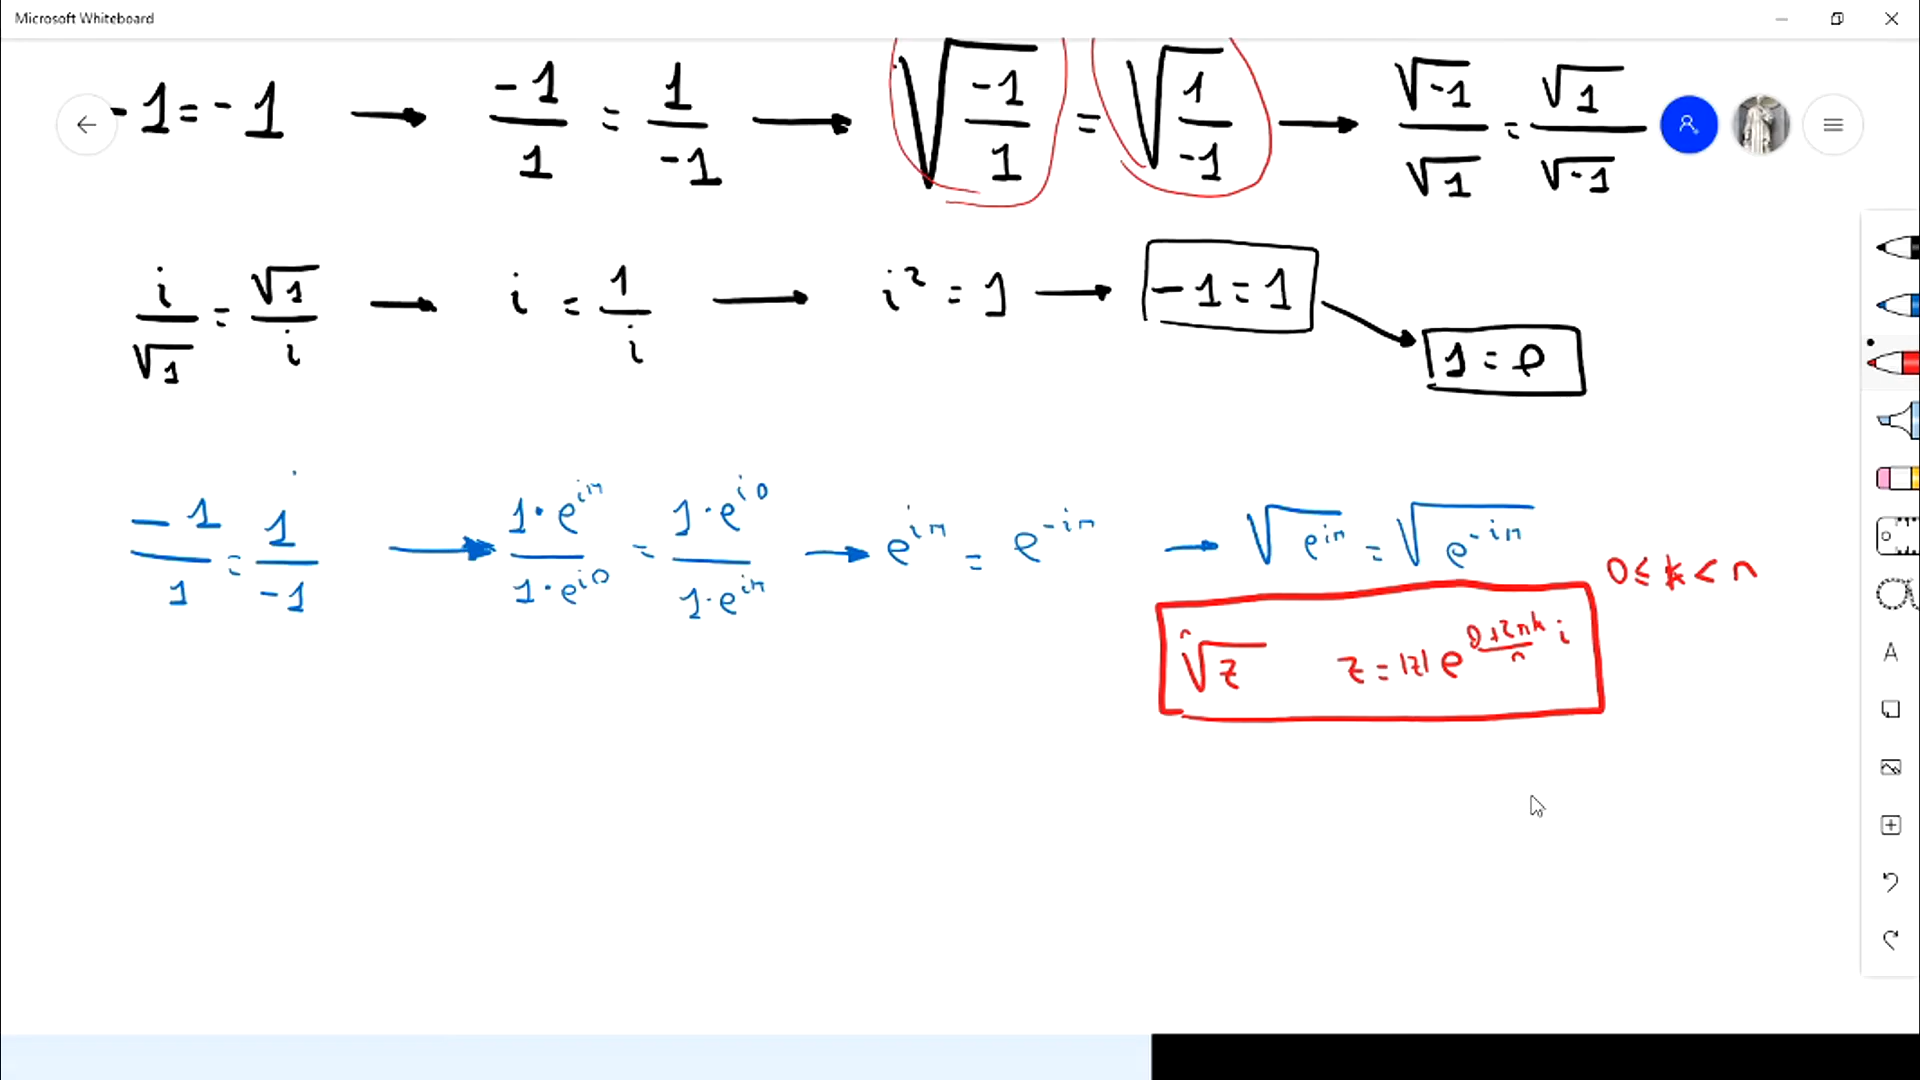 Microsoft Whiteboard
-1 = -1 → -1/1 = 1/-1 → √(-1/1) = √(1/-1) → √-1/√1 = √1/√-1
i/√1 = √1/i → i = 1/i → i² = 1 → -1 = 1
1 = 0
-1/1 = 1/-1 → 1·e^{iπ}/1·e^{i0} = 1·e^{i0}/1·e^{iπ} → e^{iπ} = e^{-iπ} → √e^{iπ} = √e^{-iπ}
0 ≤ k < n
ⁿ√z z = |z| e^{(θ+2πk)/n i}
A